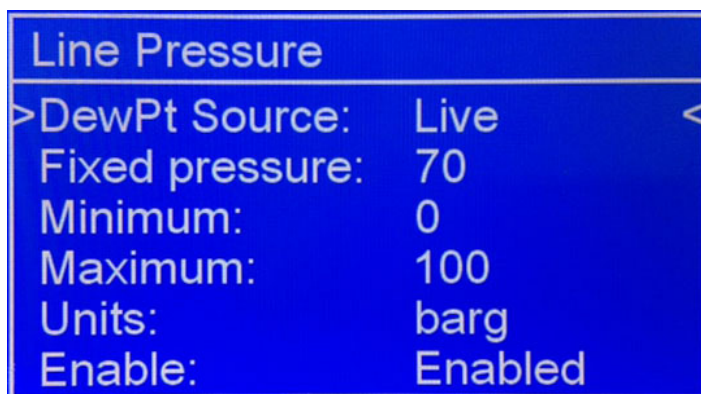 Line Pressure
>DewPt Source: Live <
Fixed pressure: 70
Minimum: 0
Maximum: 100
Units: barg
Enable: Enabled